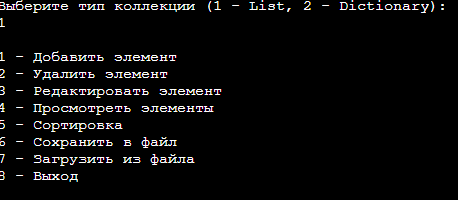 Выберите тип коллекции (1 - List, 2 - Dictionary):
1
1 - Добавить элемент
2 - Удалить элемент
3 - Редактировать элемент
4 - Просмотреть элементы
5 - Сортировка
6 - Сохранить в файл
7 - Загрузить из файла
8 - Выход